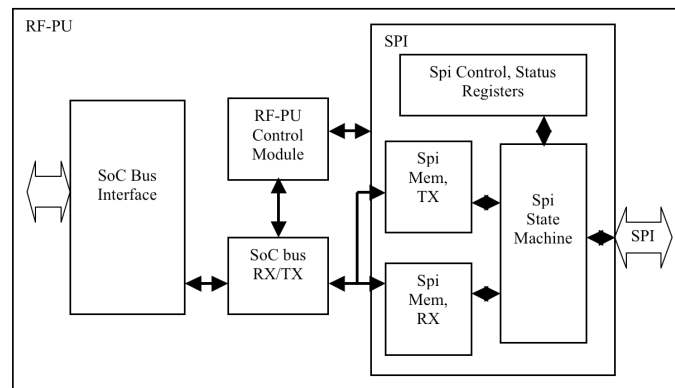 RF-PU
SPI
Spi Control, Status
Registers
RF-PU
Control
Module
SoC Bus
Interface
Spi
Mem,
TX
Spi
State
Machine
SPI
SoC bus
RX/TX
Spi
Mem,
RX